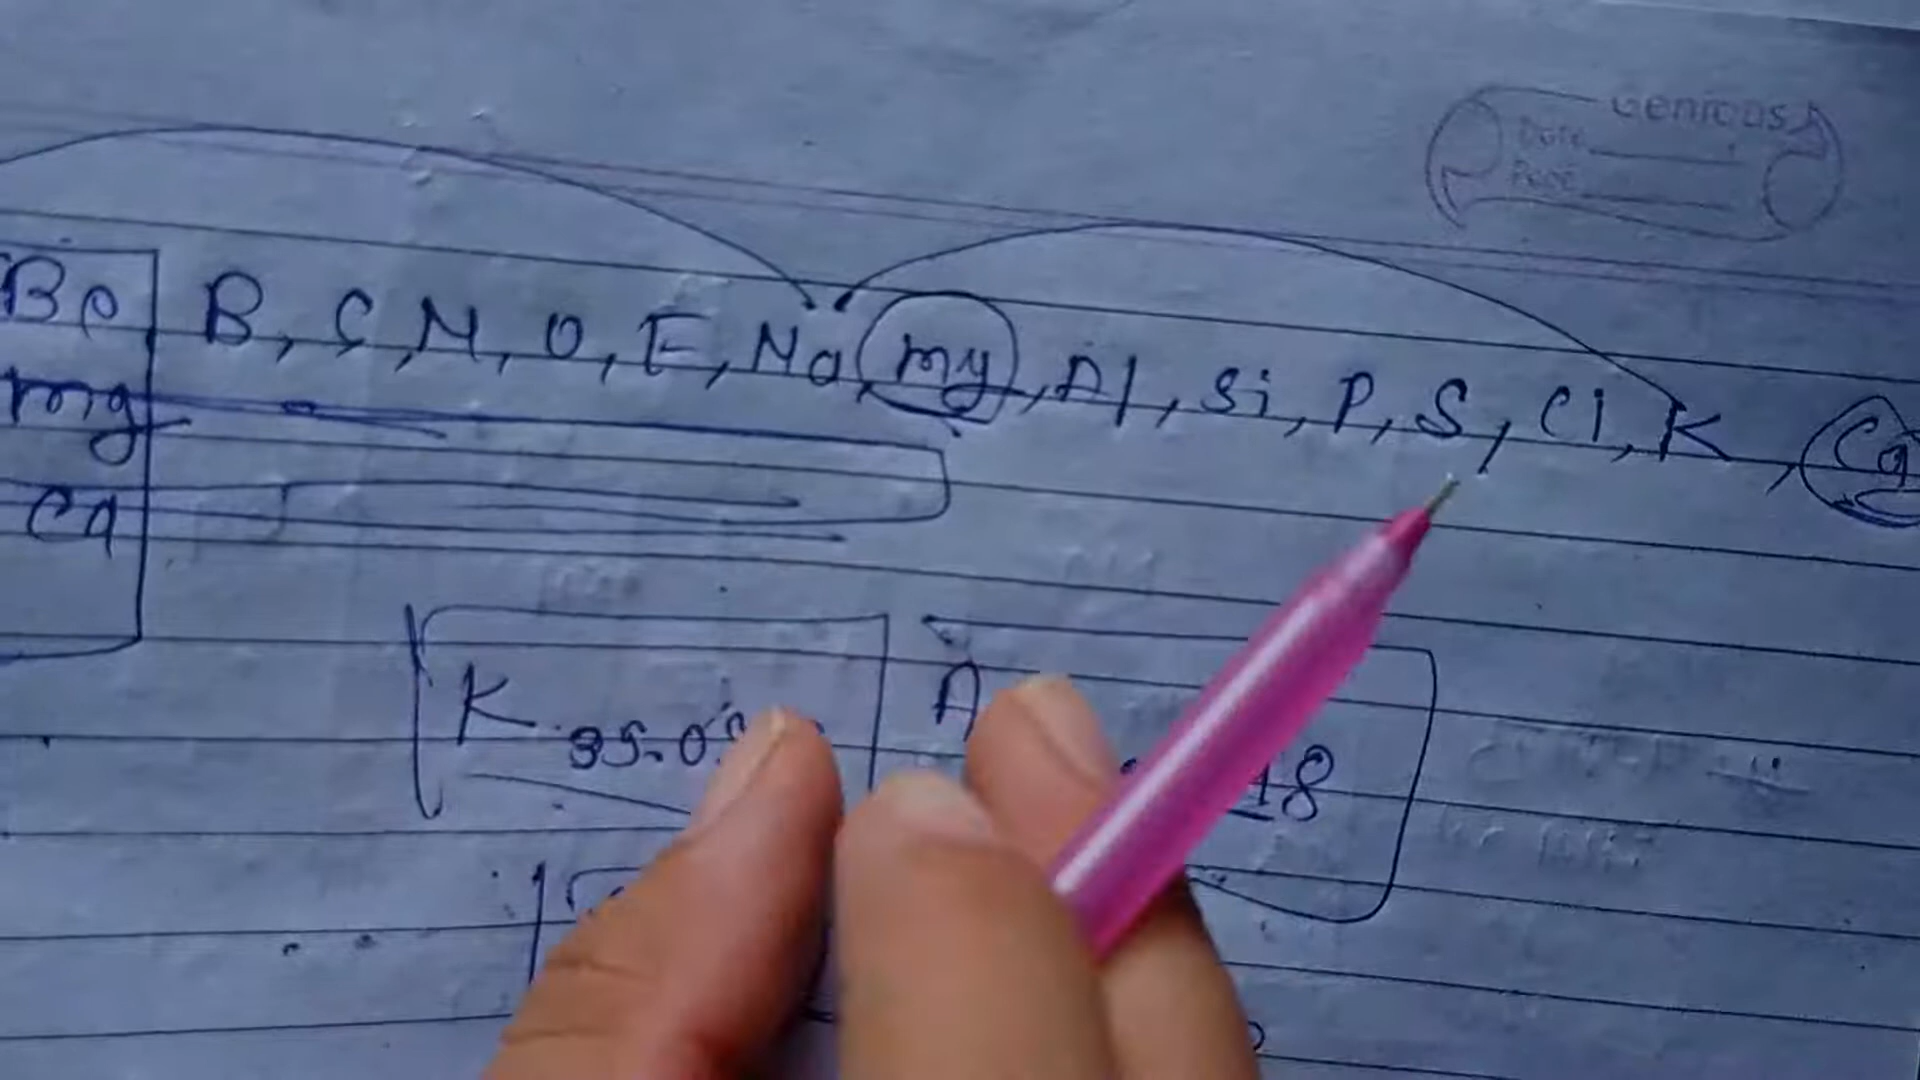 Genious
Date
Page
Be B, C, N, O, F, Na, mg, Al, Si, P, S, Cl, K, Ca
mg
Ca
K
A
18